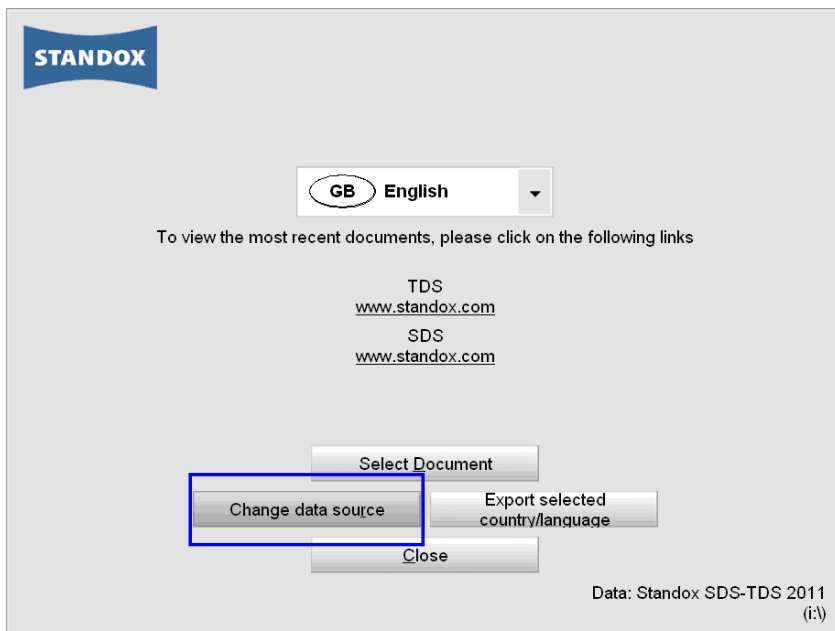 STANDOX
GB English
To view the most recent documents, please click on the following links
TDS
www.standox.com
SDS
www.standox.com
Select Document
Change data source
Export selected
country/language
Close
Data: Standox SDS-TDS 2011
(i:\)